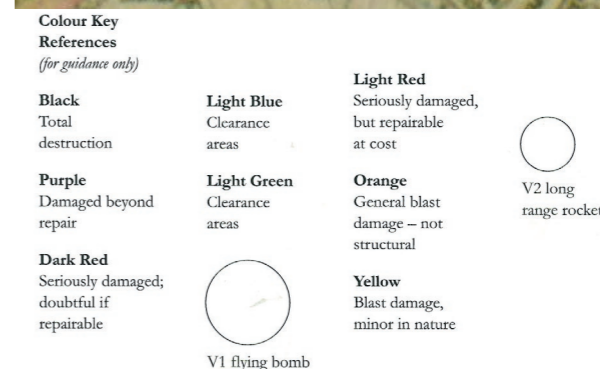 Colour Key
References
(for guidance only)
Black
Total
destruction
Purple
Damaged beyond
repair
Dark Red
Seriously damaged;
doubtful if
repairable
Light Blue
Clearance
areas
Light Green
Clearance
areas
V1 flying bomb
Light Red
Seriously damaged,
but repairable
at cost
Orange
General blast
damage – not
structural
Yellow
Blast damage,
minor in nature
V2 long
range rocket